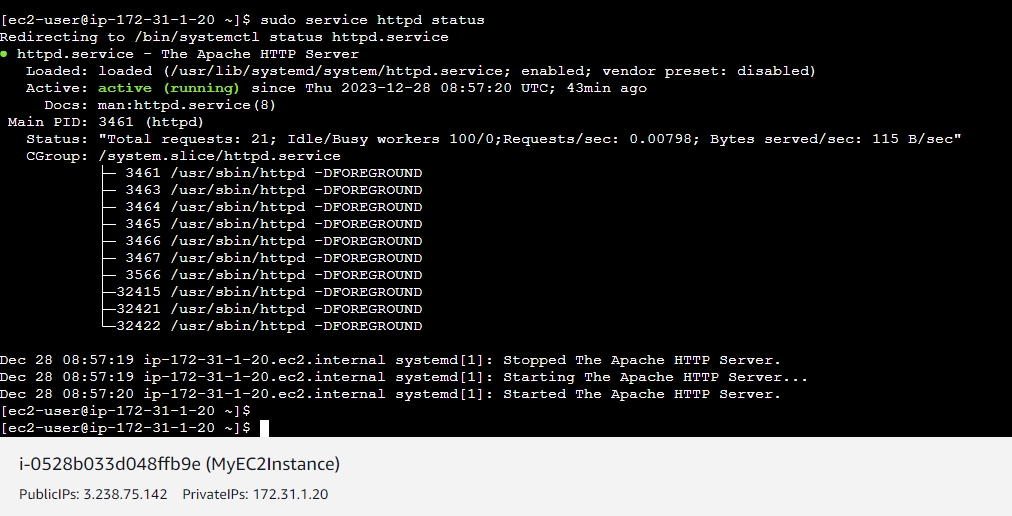 [ec2-user@ip-172-31-1-20 ~]$ sudo service httpd status
Redirecting to /bin/systemctl status httpd.service
● httpd.service - The Apache HTTP Server
   Loaded: loaded (/usr/lib/systemd/system/httpd.service; enabled; vendor preset: disabled)
   Active: active (running) since Thu 2023-12-28 08:57:20 UTC; 43min ago
     Docs: man:httpd.service(8)
 Main PID: 3461 (httpd)
   Status: "Total requests: 21; Idle/Busy workers 100/0;Requests/sec: 0.00798; Bytes served/sec: 115 B/sec"
   CGroup: /system.slice/httpd.service
           ├─ 3461 /usr/sbin/httpd -DFOREGROUND
           ├─ 3463 /usr/sbin/httpd -DFOREGROUND
           ├─ 3464 /usr/sbin/httpd -DFOREGROUND
           ├─ 3465 /usr/sbin/httpd -DFOREGROUND
           ├─ 3466 /usr/sbin/httpd -DFOREGROUND
           ├─ 3467 /usr/sbin/httpd -DFOREGROUND
           ├─ 3566 /usr/sbin/httpd -DFOREGROUND
           ├─32415 /usr/sbin/httpd -DFOREGROUND
           ├─32421 /usr/sbin/httpd -DFOREGROUND
           └─32422 /usr/sbin/httpd -DFOREGROUND
Dec 28 08:57:19 ip-172-31-1-20.ec2.internal systemd[1]: Stopped The Apache HTTP Server.
Dec 28 08:57:19 ip-172-31-1-20.ec2.internal systemd[1]: Starting The Apache HTTP Server...
Dec 28 08:57:20 ip-172-31-1-20.ec2.internal systemd[1]: Started The Apache HTTP Server.
[ec2-user@ip-172-31-1-20 ~]$
[ec2-user@ip-172-31-1-20 ~]$
i-0528b033d048ffb9e (MyEC2Instance)
PublicIPs: 3.238.75.142 PrivateIPs: 172.31.1.20